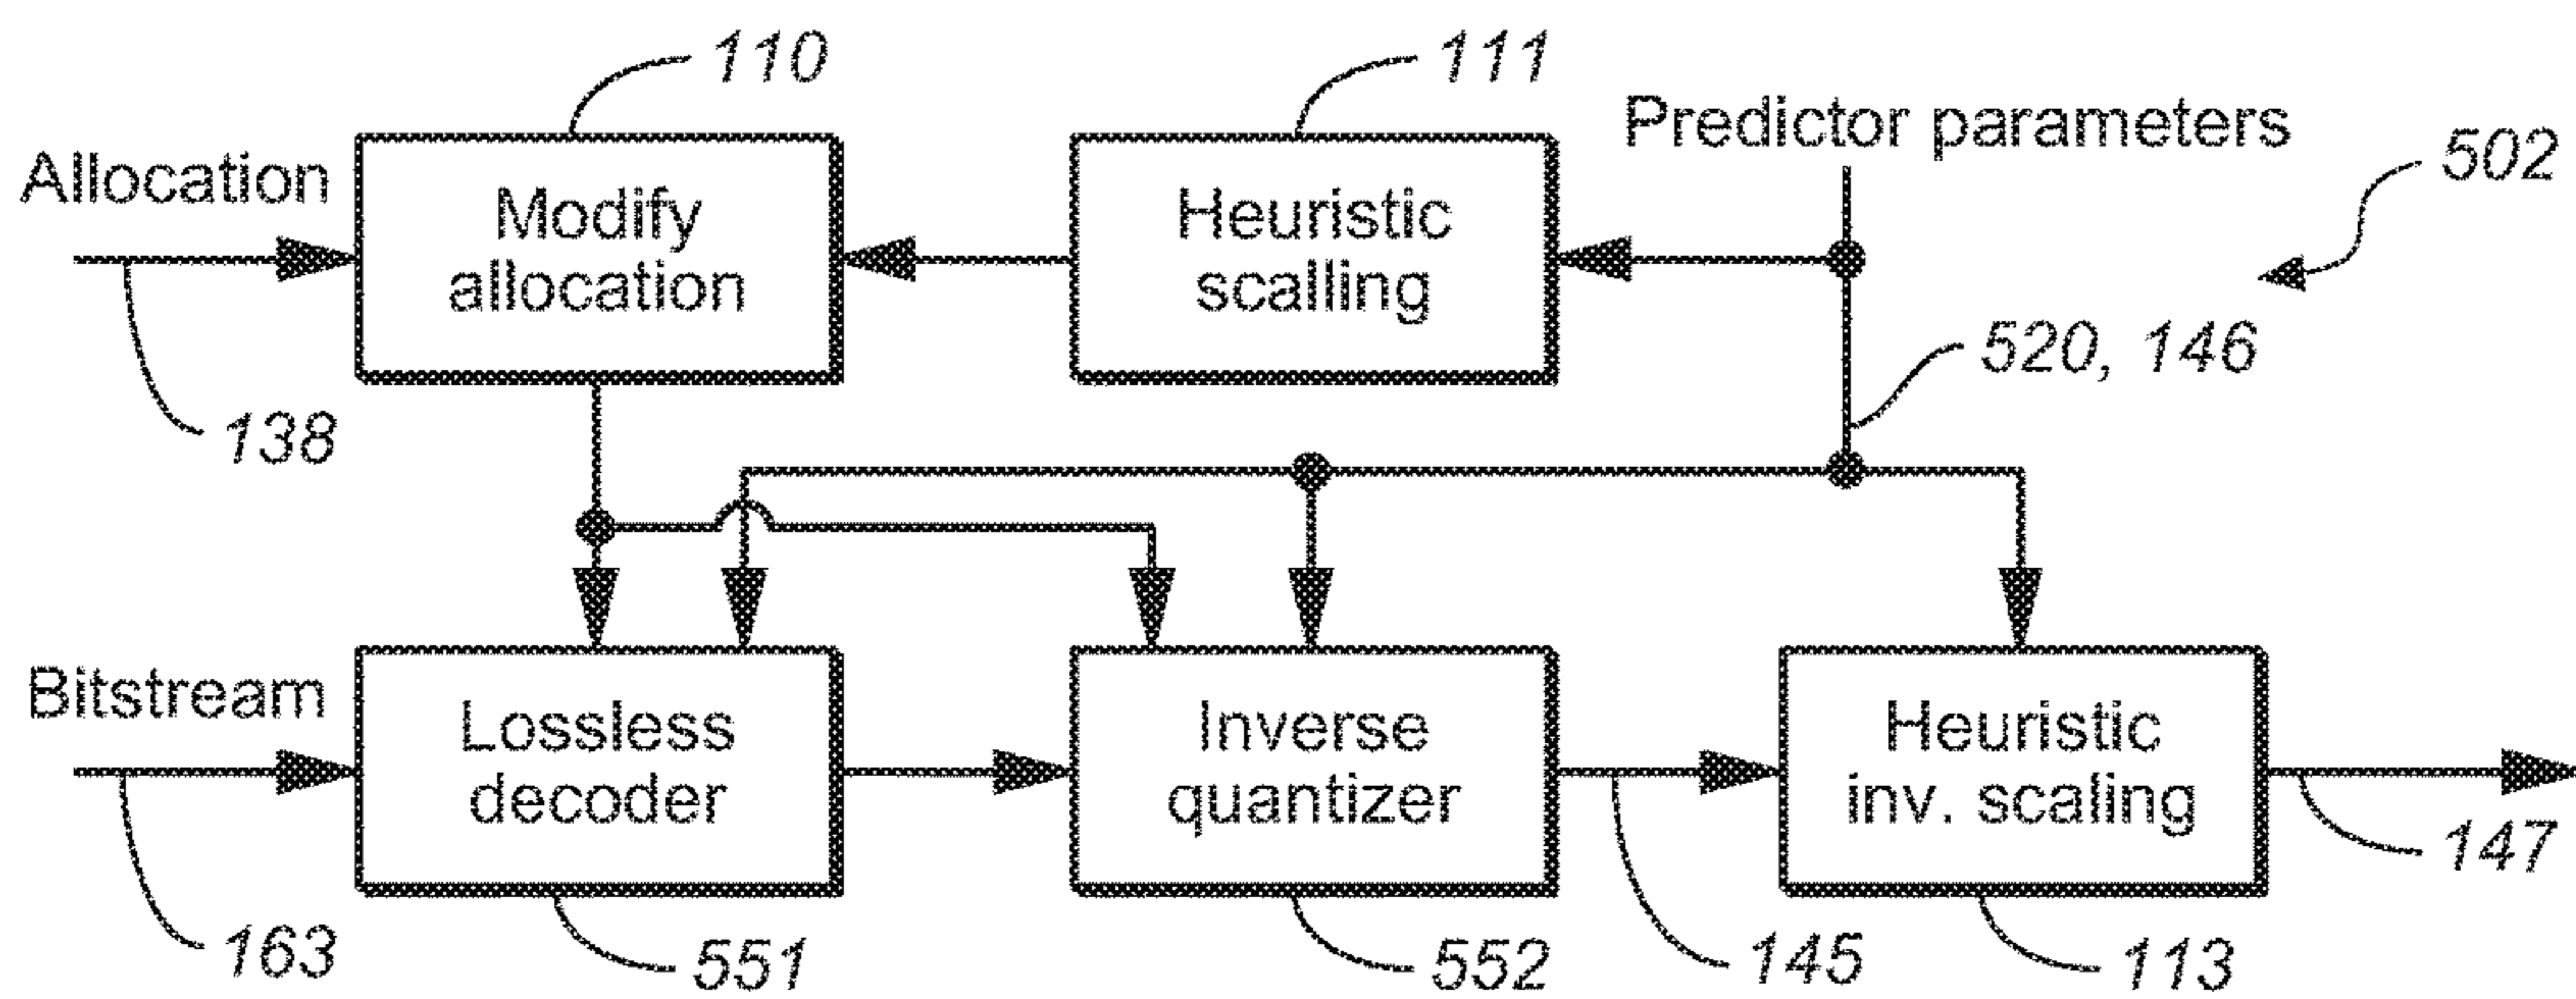 110
111
Predictor parameters
502
Allocation
Modify
allocation
Heuristic
scalling
138
520, 146
Bitstream
Lossless
decoder
Inverse
quantizer
Heuristic
inv. scaling
147
163
551
552
145
113